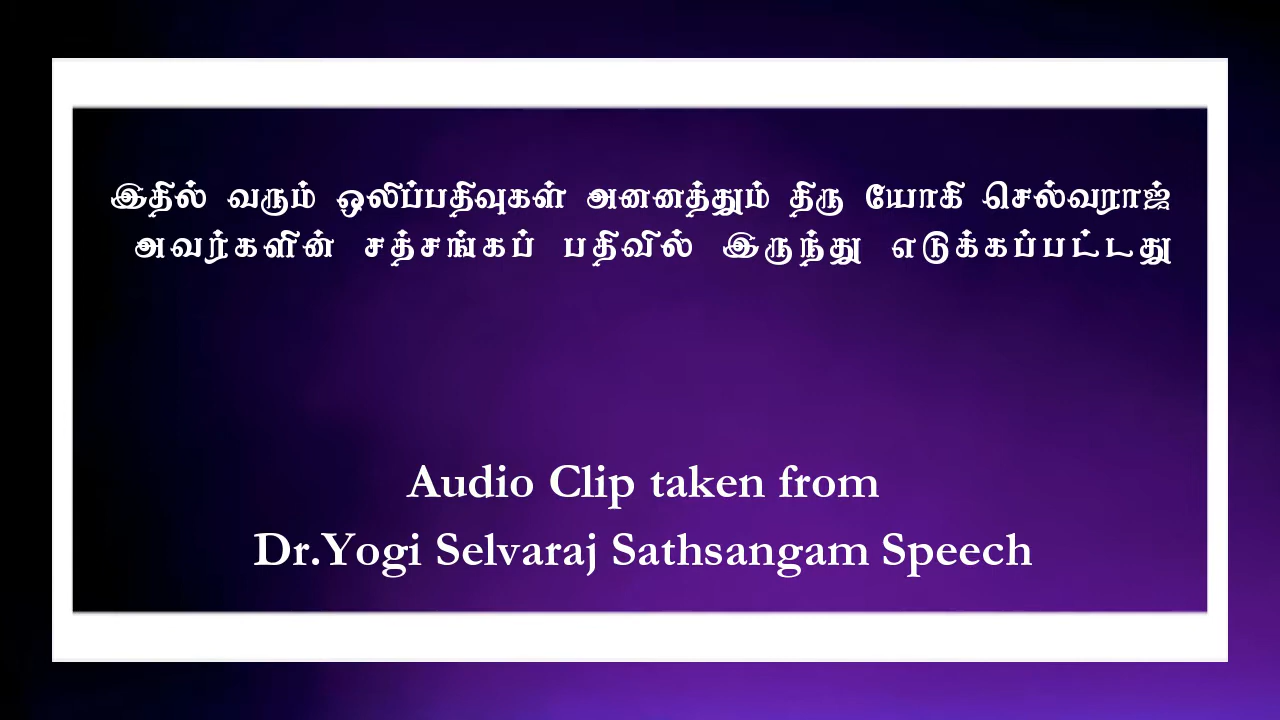 இதில் வரும் ஒலிப்பதிவுகள் அனைத்தும் திரு யோகி செல்வராஜ்
அவர்களின் சத்சங்கப் பதிவில் இருந்து எடுக்கப்பட்டது
Audio Clip taken from
Dr.Yogi Selvaraj Sathsangam Speech